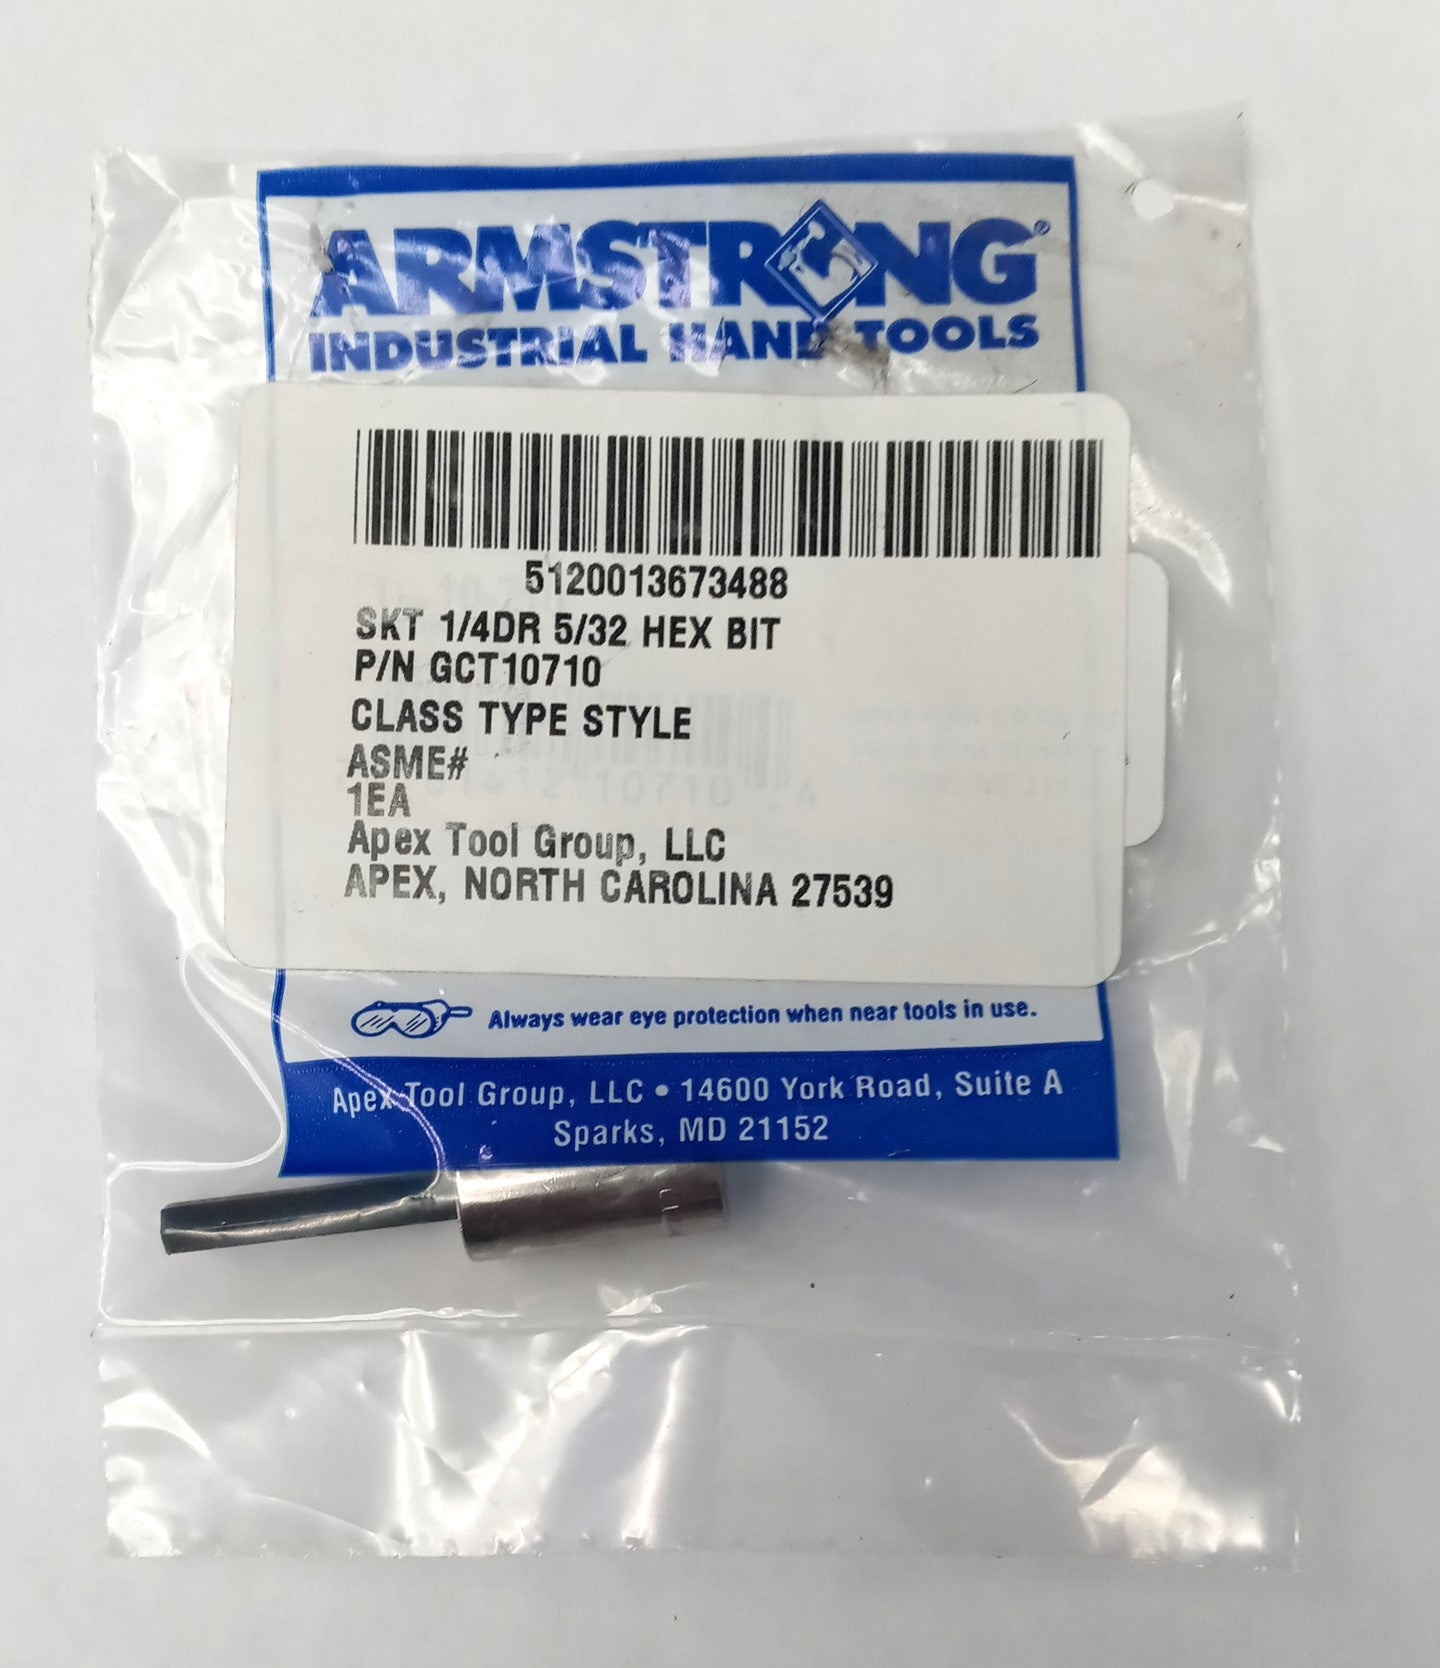 ARMSTRONG®
INDUSTRIAL HAND TOOLS
5120013673488
SKT 1/4DR 5/32 HEX BIT
P/N GCT10710
CLASS TYPE STYLE
ASME#
1EA
Apex Tool Group, LLC
APEX, NORTH CAROLINA 27539
Always wear eye protection when near tools in use.
Apex Tool Group, LLC • 14600 York Road, Suite A
Sparks, MD 21152